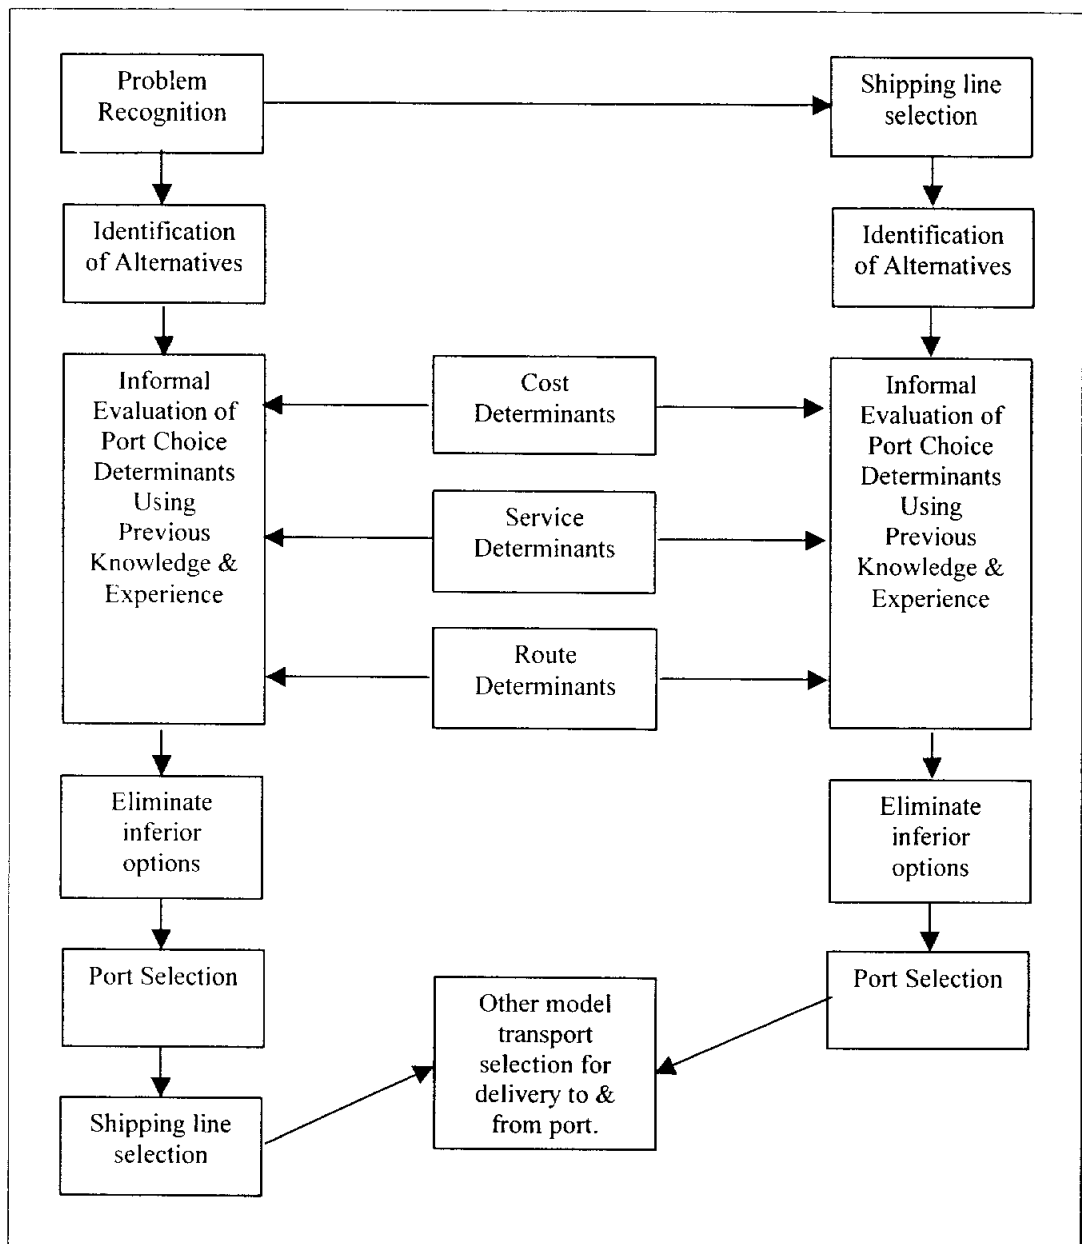 Problem
Recognition
Shipping line
selection
Identification
of Alternatives
Identification
of Alternatives
Informal
Evaluation of
Port Choice
Determinants
Using
Previous
Knowledge &
Experience
Cost
Determinants
Service
Determinants
Route
Determinants
Informal
Evaluation of
Port Choice
Determinants
Using
Previous
Knowledge &
Experience
Eliminate
inferior
options
Eliminate
inferior
options
Port Selection
Other model
transport
selection for
delivery to &
from port.
Port Selection
Shipping line
selection